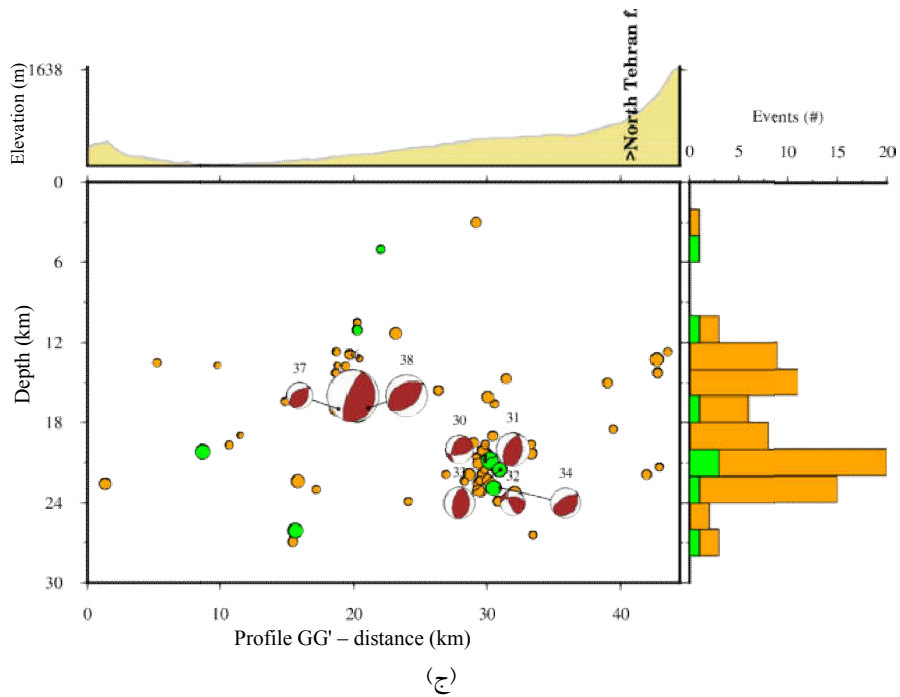 >North Tehran f.
Elevation (m)
1638
Events (#)
0 5 10 15 20
Depth (km)
0
6
12
18
24
30
37
38
30
31
32
34
0 10 20 30 40
Profile GG' – distance (km)
(ج)